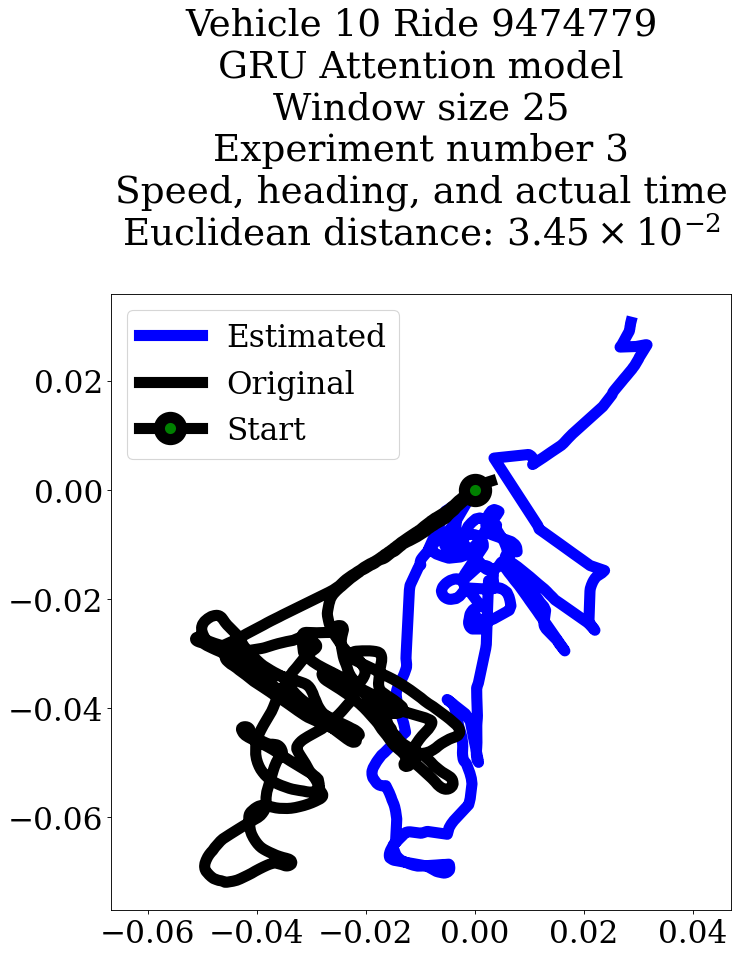 Vehicle 10 Ride 9474779
GRU Attention model
Window size 25
Experiment number 3
Speed, heading, and actual time
Euclidean distance: 3.45 × 10⁻²
Estimated
Original
Start
0.02
0.00
−0.02
−0.04
−0.06
−0.06 −0.04 −0.02 0.00 0.02 0.04